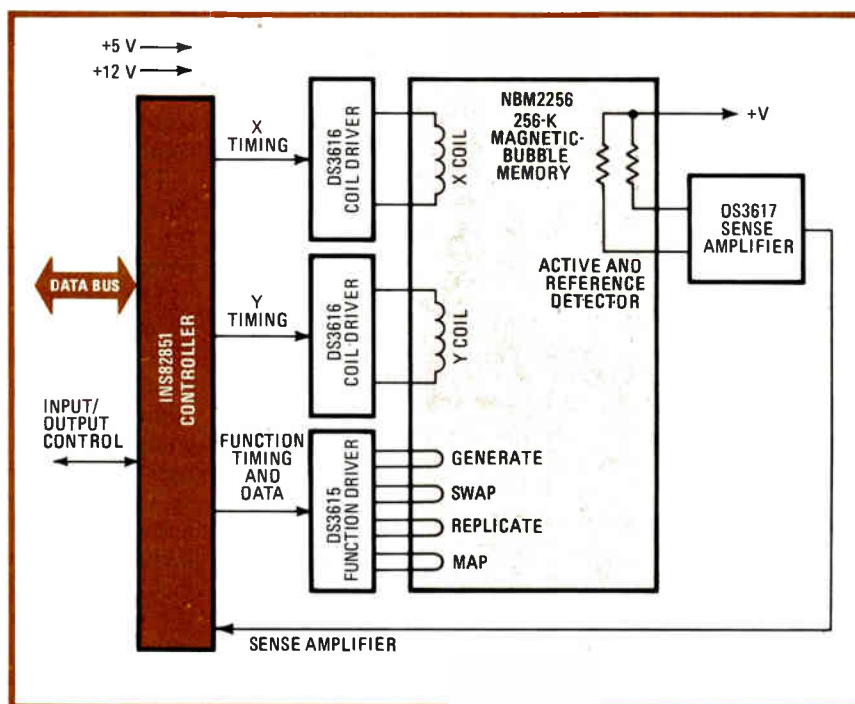 +5 V
+12 V
X
TIMING
DS3616
COIL DRIVER
X COIL
NBM2256
256-K
MAGNETIC-
BUBBLE
MEMORY
+V
DS3617
SENSE
AMPLIFIER
ACTIVE AND
REFERENCE
DETECTOR
DATA BUS
INS82851
CONTROLLER
Y
TIMING
DS3616
COIL-DRIVER
Y COIL
INPUT/
OUTPUT
CONTROL
FUNCTION
TIMING
AND
DATA
DS3615
FUNCTION DRIVER
GENERATE
SWAP
REPLICATE
MAP
SENSE AMPLIFIER